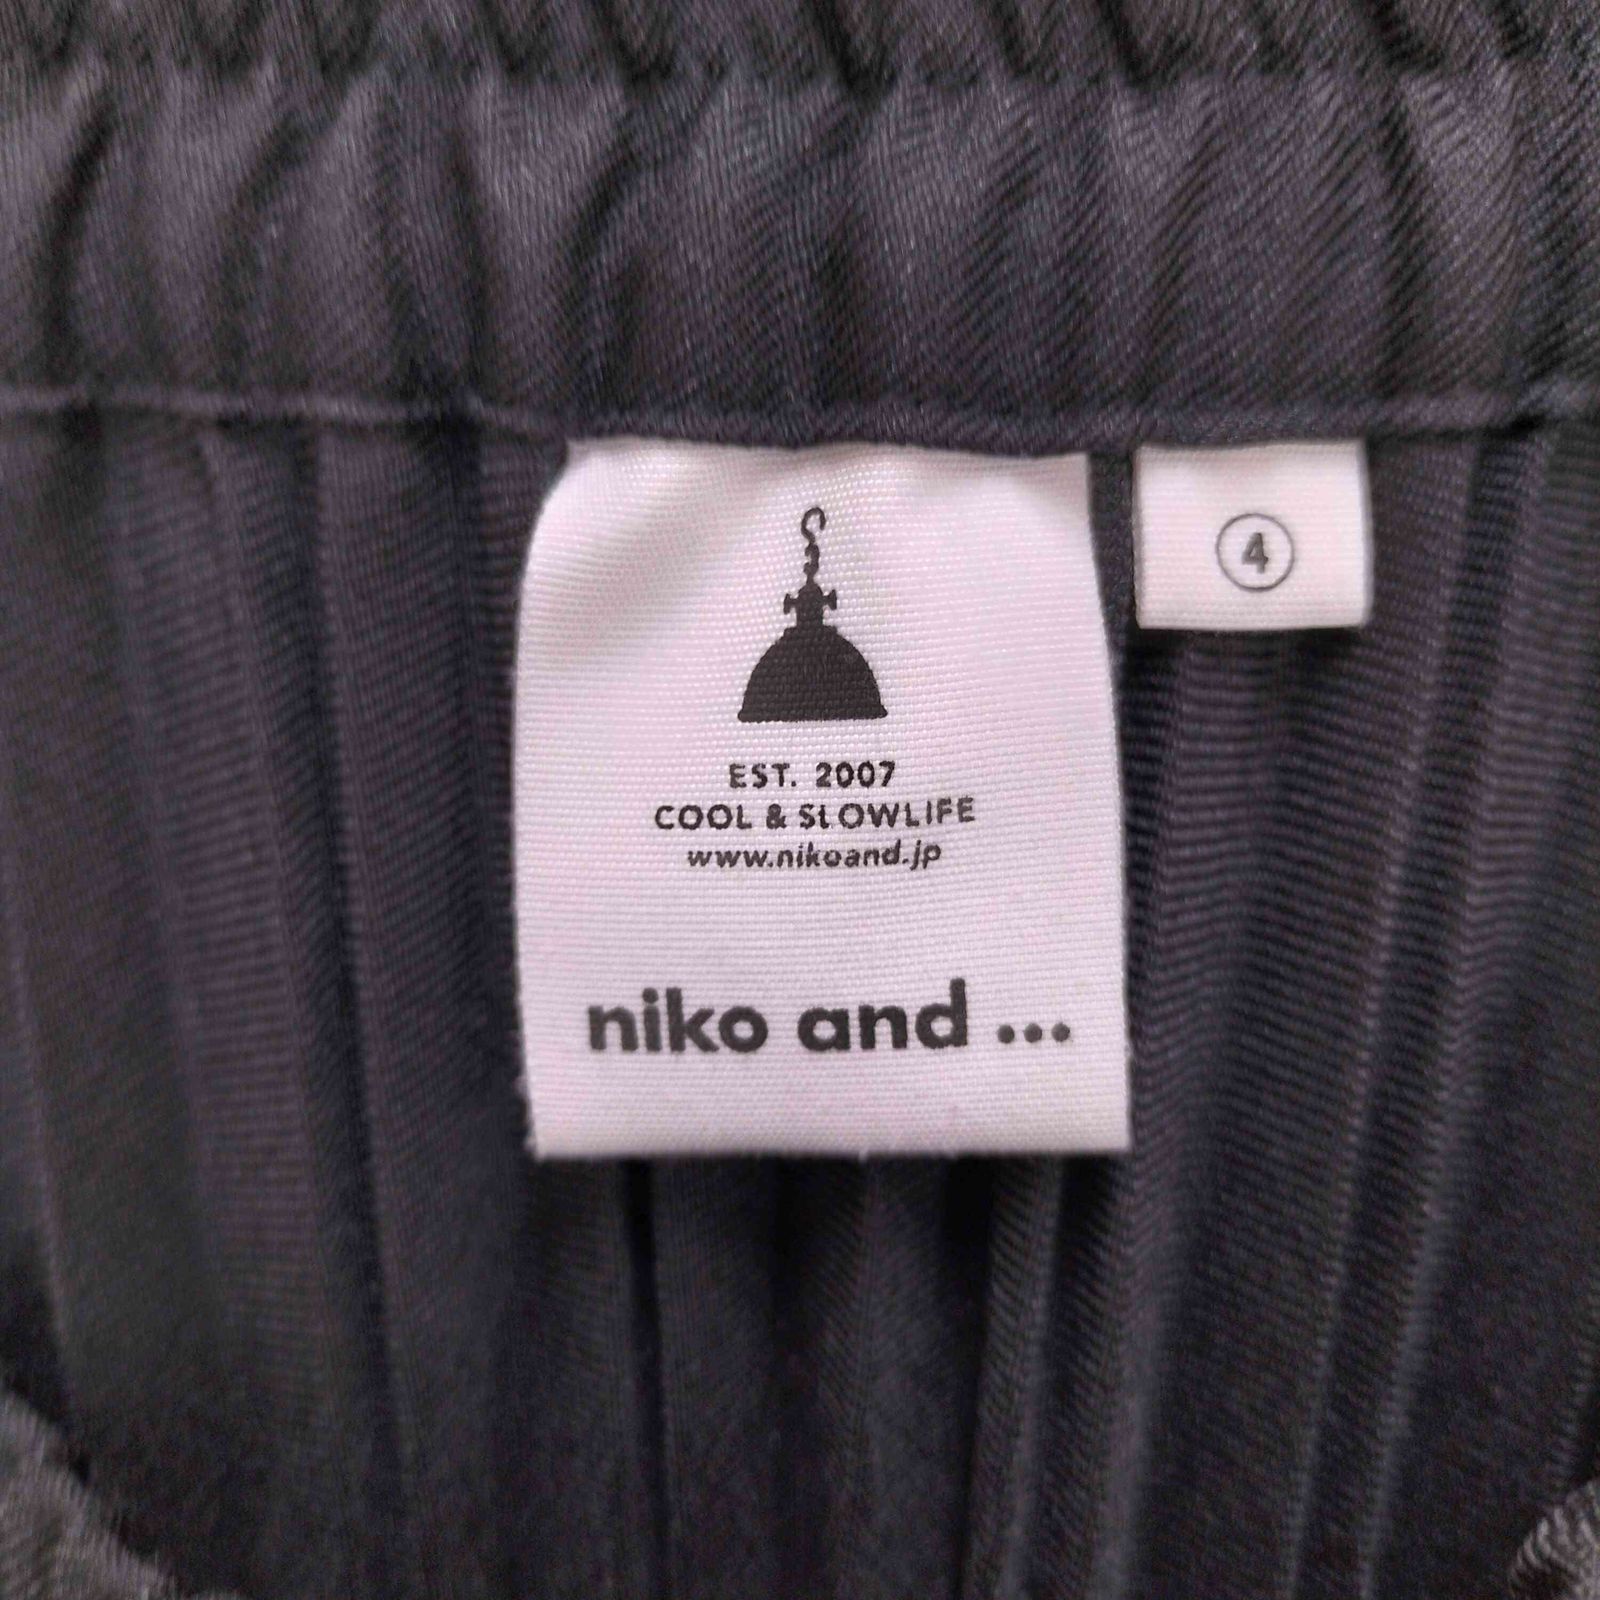 EST. 2007
COOL & SLOWLIFE
www.nikoand.jp
niko and ...
4